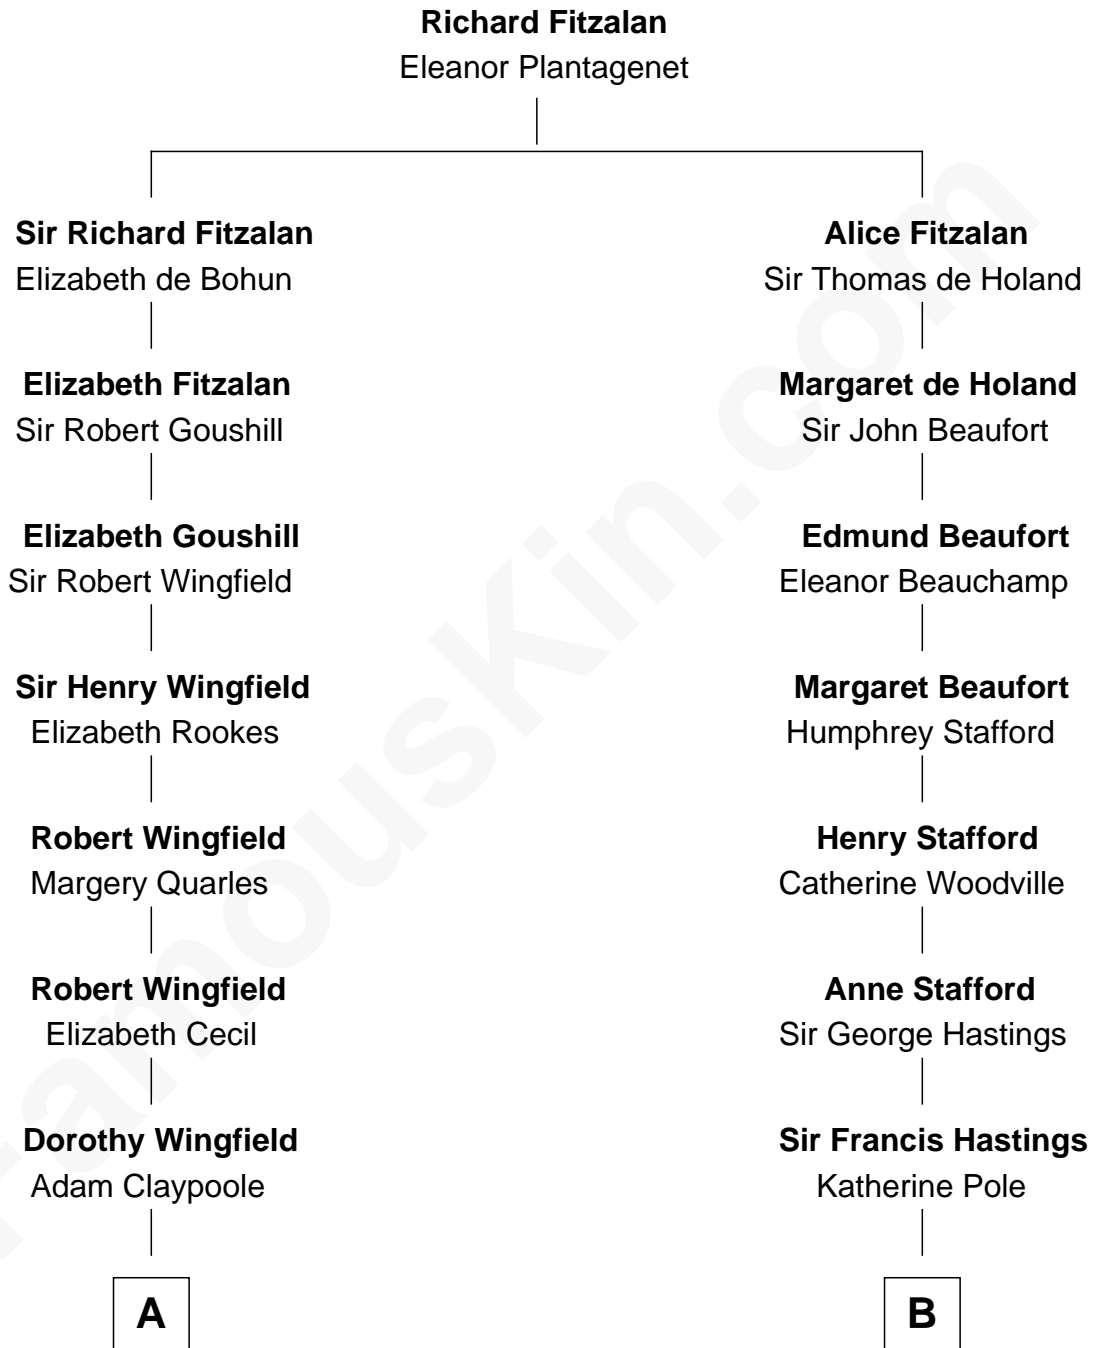 Richard Fitzalan
Eleanor Plantagenet
Sir Richard Fitzalan
Elizabeth de Bohun
Alice Fitzalan
Sir Thomas de Holand
Elizabeth Fitzalan
Sir Robert Goushill
Margaret de Holand
Sir John Beaufort
Elizabeth Goushill
Sir Robert Wingfield
Edmund Beaufort
Eleanor Beauchamp
Sir Henry Wingfield
Elizabeth Rookes
Margaret Beaufort
Humphrey Stafford
Robert Wingfield
Margery Quarles
Henry Stafford
Catherine Woodville
Robert Wingfield
Elizabeth Cecil
Anne Stafford
Sir George Hastings
Dorothy Wingfield
Adam Claypoole
Sir Francis Hastings
Katherine Pole
A
B
FamousKin.com